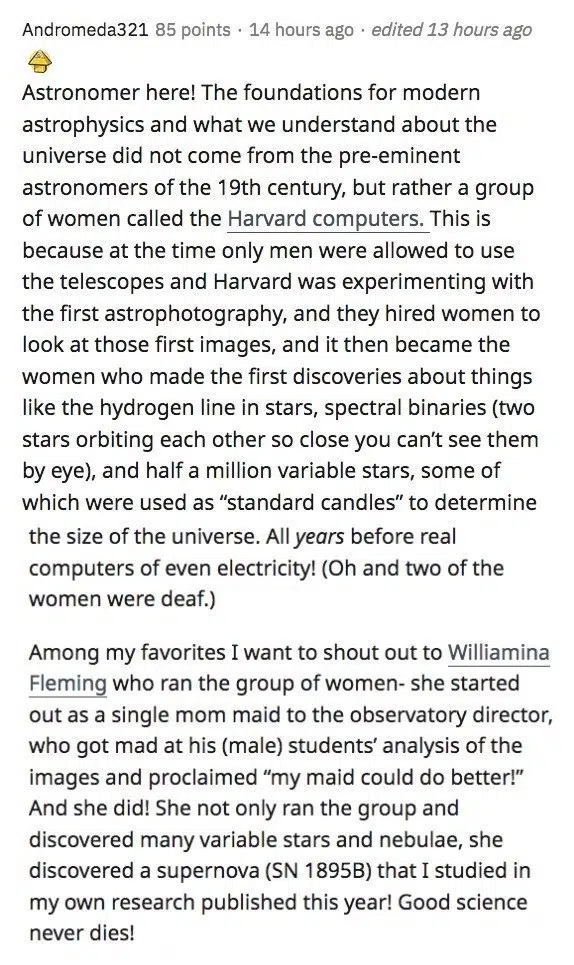 Andromeda321 85 points · 14 hours ago · edited 13 hours ago
Astronomer here! The foundations for modern
astrophysics and what we understand about the
universe did not come from the pre-eminent
astronomers of the 19th century, but rather a group
of women called the Harvard computers. This is
because at the time only men were allowed to use
the telescopes and Harvard was experimenting with
the first astrophotography, and they hired women to
look at those first images, and it then became the
women who made the first discoveries about things
like the hydrogen line in stars, spectral binaries (two
stars orbiting each other so close you can't see them
by eye), and half a million variable stars, some of
which were used as “standard candles” to determine
the size of the universe. All years before real
computers of even electricity! (Oh and two of the
women were deaf.)
Among my favorites I want to shout out to Williamina
Fleming who ran the group of women- she started
out as a single mom maid to the observatory director,
who got mad at his (male) students’ analysis of the
images and proclaimed “my maid could do better!”
And she did! She not only ran the group and
discovered many variable stars and nebulae, she
discovered a supernova (SN 1895B) that I studied in
my own research published this year! Good science
never dies!